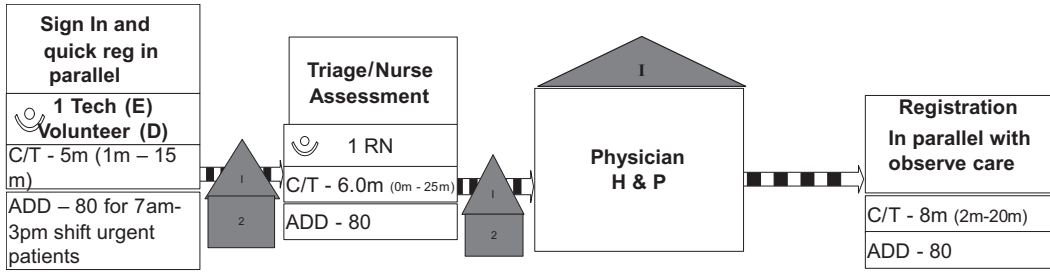 Sign In and
quick reg in
parallel
1 Tech (E)
Volunteer (D)
C/T - 5m (1m – 15
m)
ADD – 80 for 7am-
3pm shift urgent
patients
I
2
Triage/Nurse
Assessment
1 RN
C/T - 6.0m (0m - 25m)
ADD - 80
I
2
I
Physician
H & P
Registration
In parallel with
observe care
C/T - 8m (2m-20m)
ADD - 80